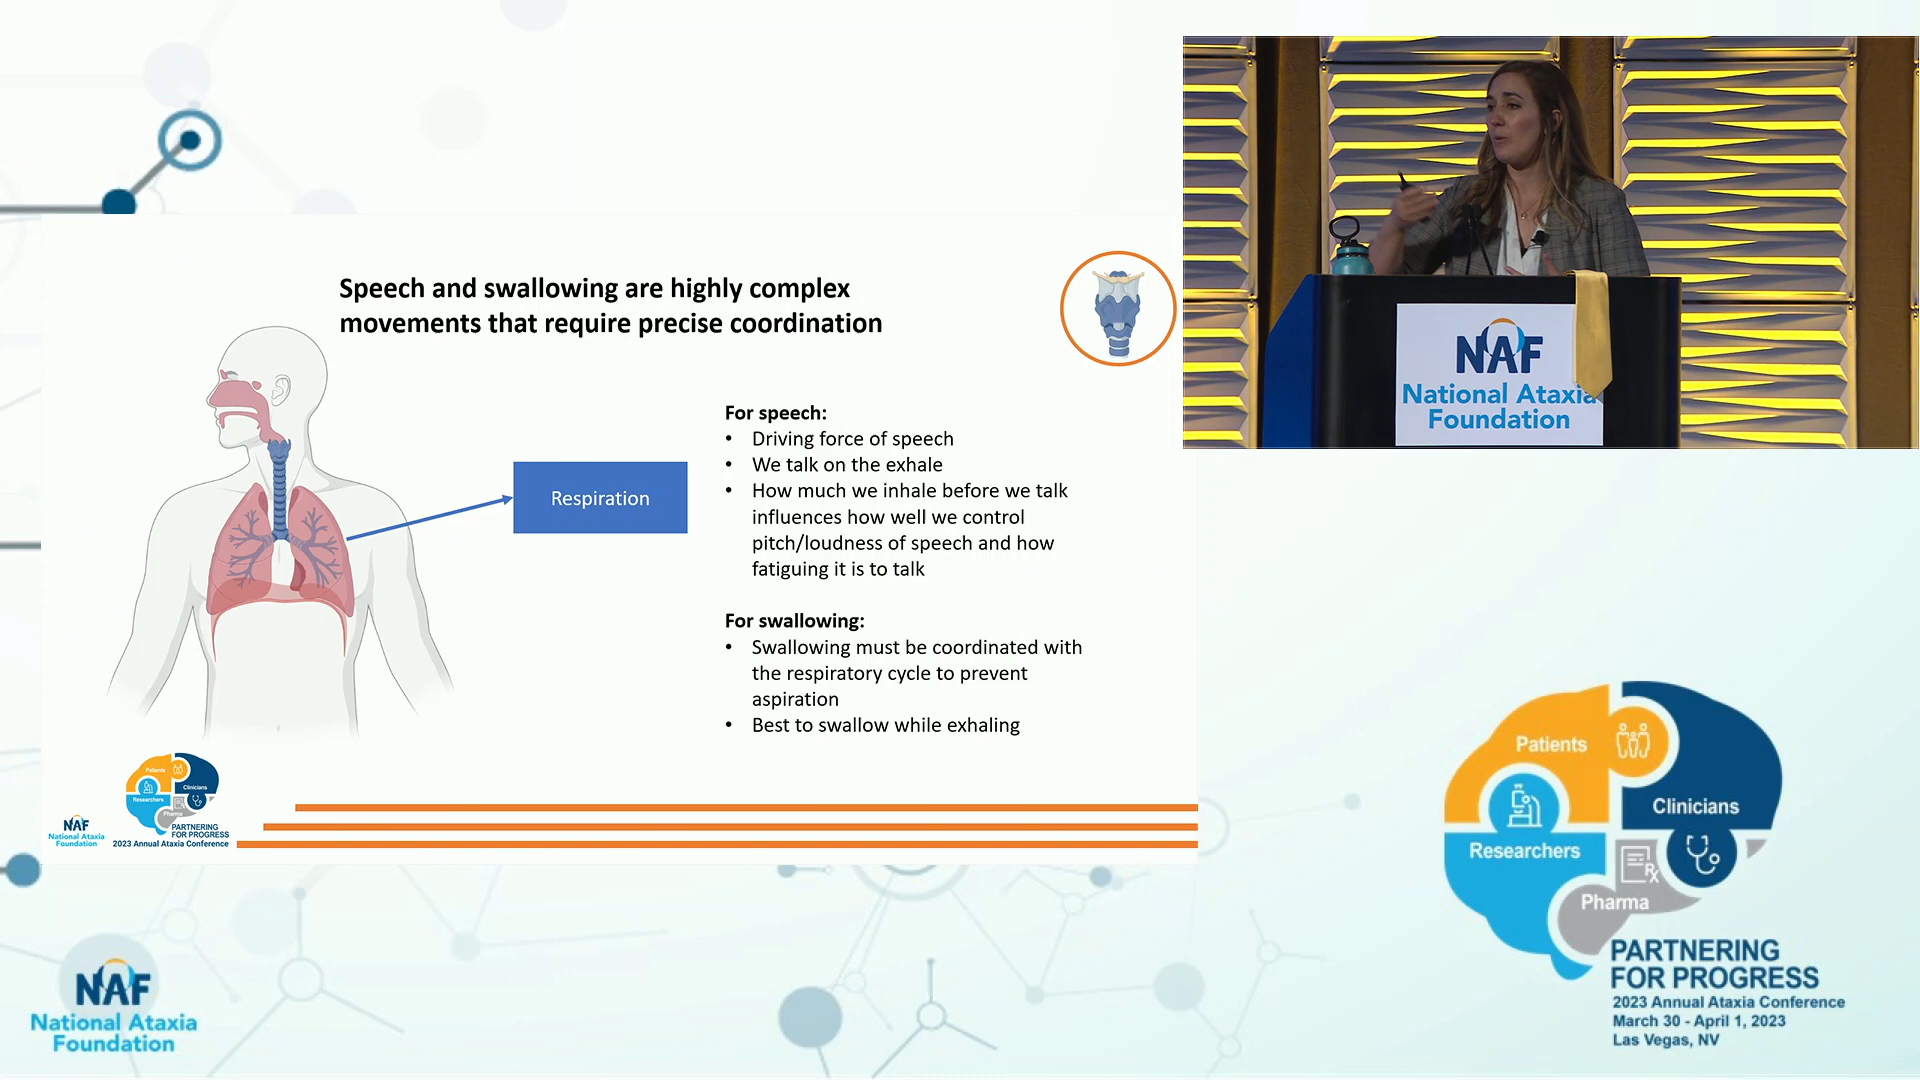 Speech and swallowing are highly complex
movements that require precise coordination
Respiration
For speech:
• Driving force of speech
• We talk on the exhale
• How much we inhale before we talk
influences how well we control
pitch/loudness of speech and how
fatiguing it is to talk
For swallowing:
• Swallowing must be coordinated with
the respiratory cycle to prevent
aspiration
• Best to swallow while exhaling
NAF
National Ataxia
Foundation
Patients
Clinicians
Researchers
Pharma
PARTNERING
FOR PROGRESS
2023 Annual Ataxia Conference
NAF
National Ataxia
Foundation
Patients
Clinicians
Researchers
Rx
Pharma
PARTNERING
FOR PROGRESS
2023 Annual Ataxia Conference
March 30 - April 1, 2023
Las Vegas, NV
NAF
National Ataxia
Foundation